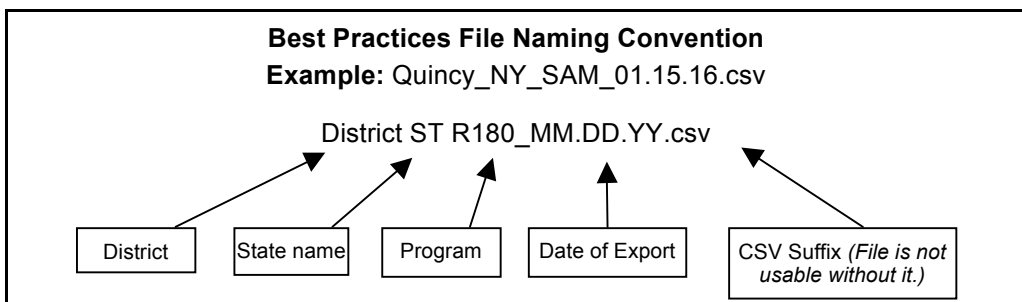 Best Practices File Naming Convention
Example: Quincy_NY_SAM_01.15.16.csv
District ST R180_MM.DD.YY.csv
District
State name
Program
Date of Export
CSV Suffix (File is not
usable without it.)